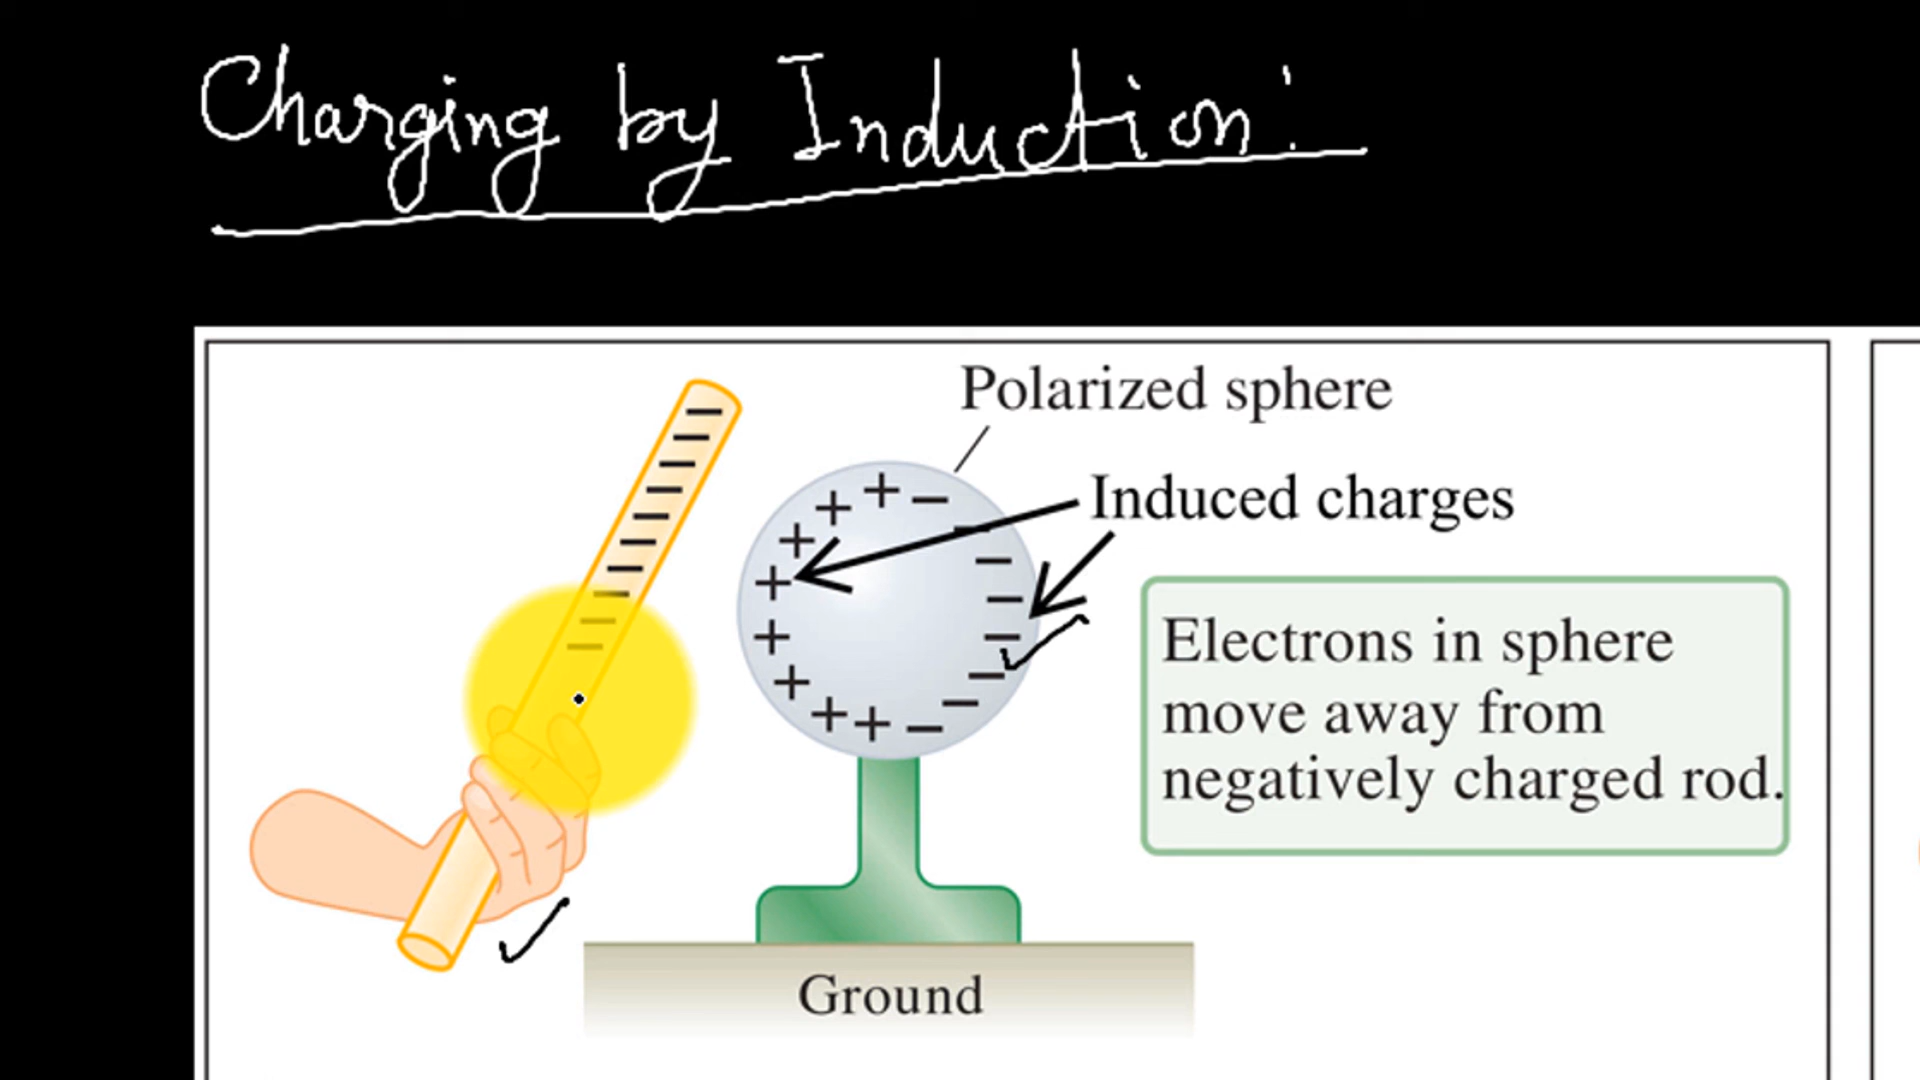 Charging by Induction:
Polarized sphere
Induced charges
Electrons in sphere
move away from
negatively charged rod.
Ground